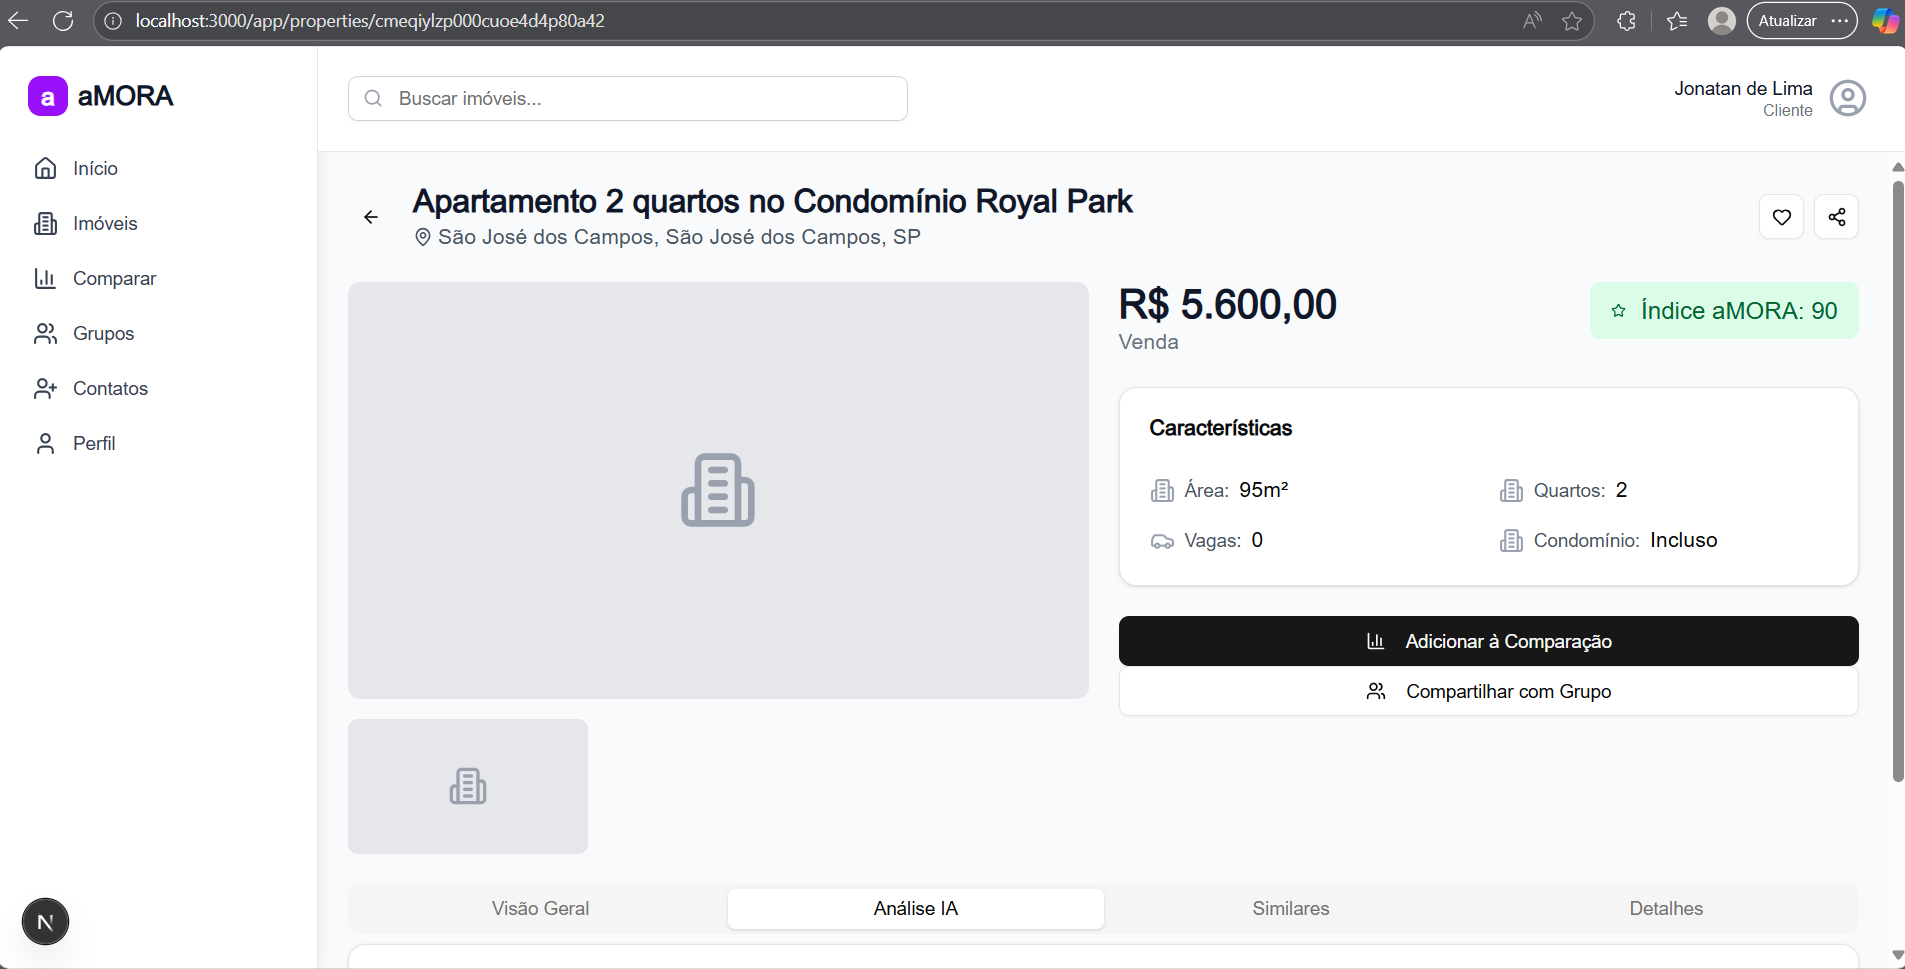 localhost:3000/app/properties/cmeqiylzp000cuoe4d4p80a42
Atualizar
a aMORA
Buscar imóveis...
Jonatan de Lima
Cliente
Início
Imóveis
Comparar
Grupos
Contatos
Perfil
Apartamento 2 quartos no Condomínio Royal Park
São José dos Campos, São José dos Campos, SP
R$ 5.600,00
Venda
Índice aMORA: 90
Características
Área: 95m²
Quartos: 2
Vagas: 0
Condomínio: Incluso
Adicionar à Comparação
Compartilhar com Grupo
Visão Geral
Análise IA
Similares
Detalhes
N